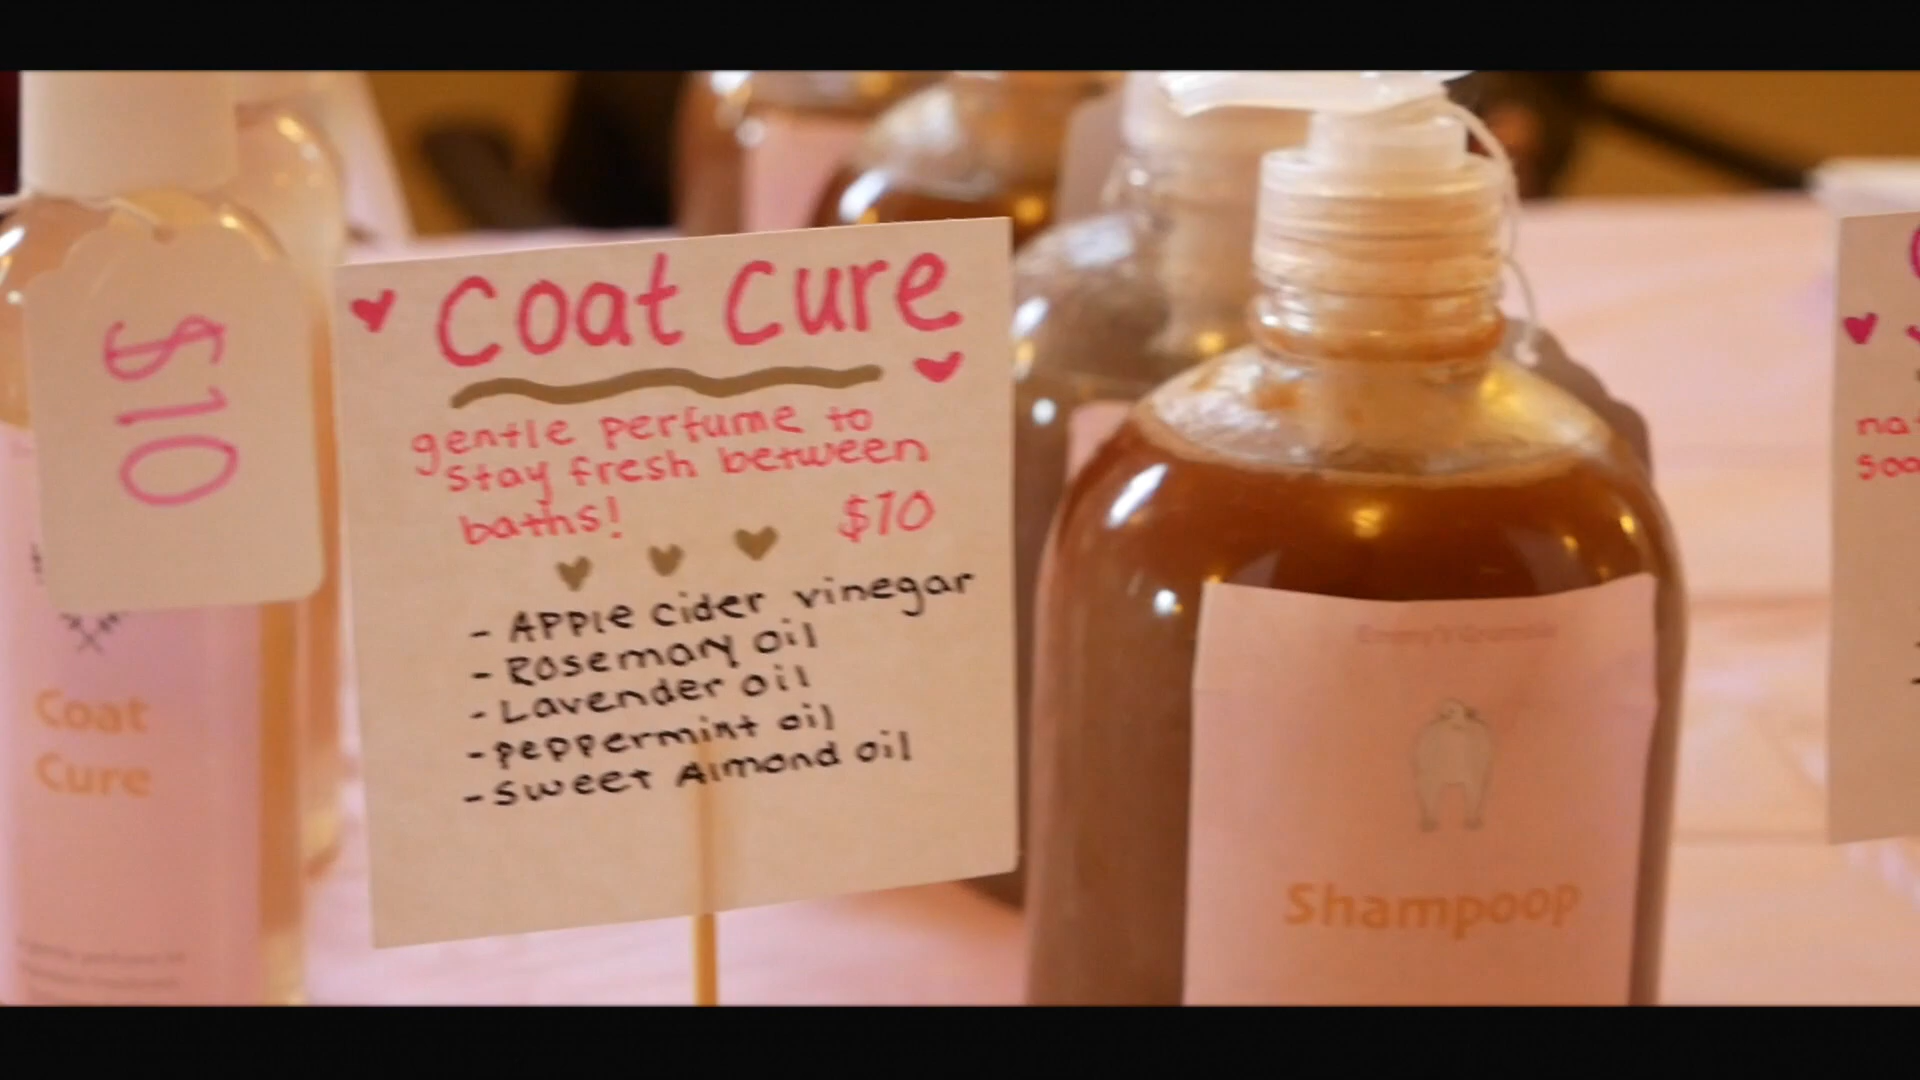 $10
Coat
Cure
Coat Cure
gentle perfume to
stay fresh between
baths!
$10
- Apple cider vinegar
- Rosemary oil
- Lavender oil
- peppermint oil
- Sweet Almond oil
Shampoop